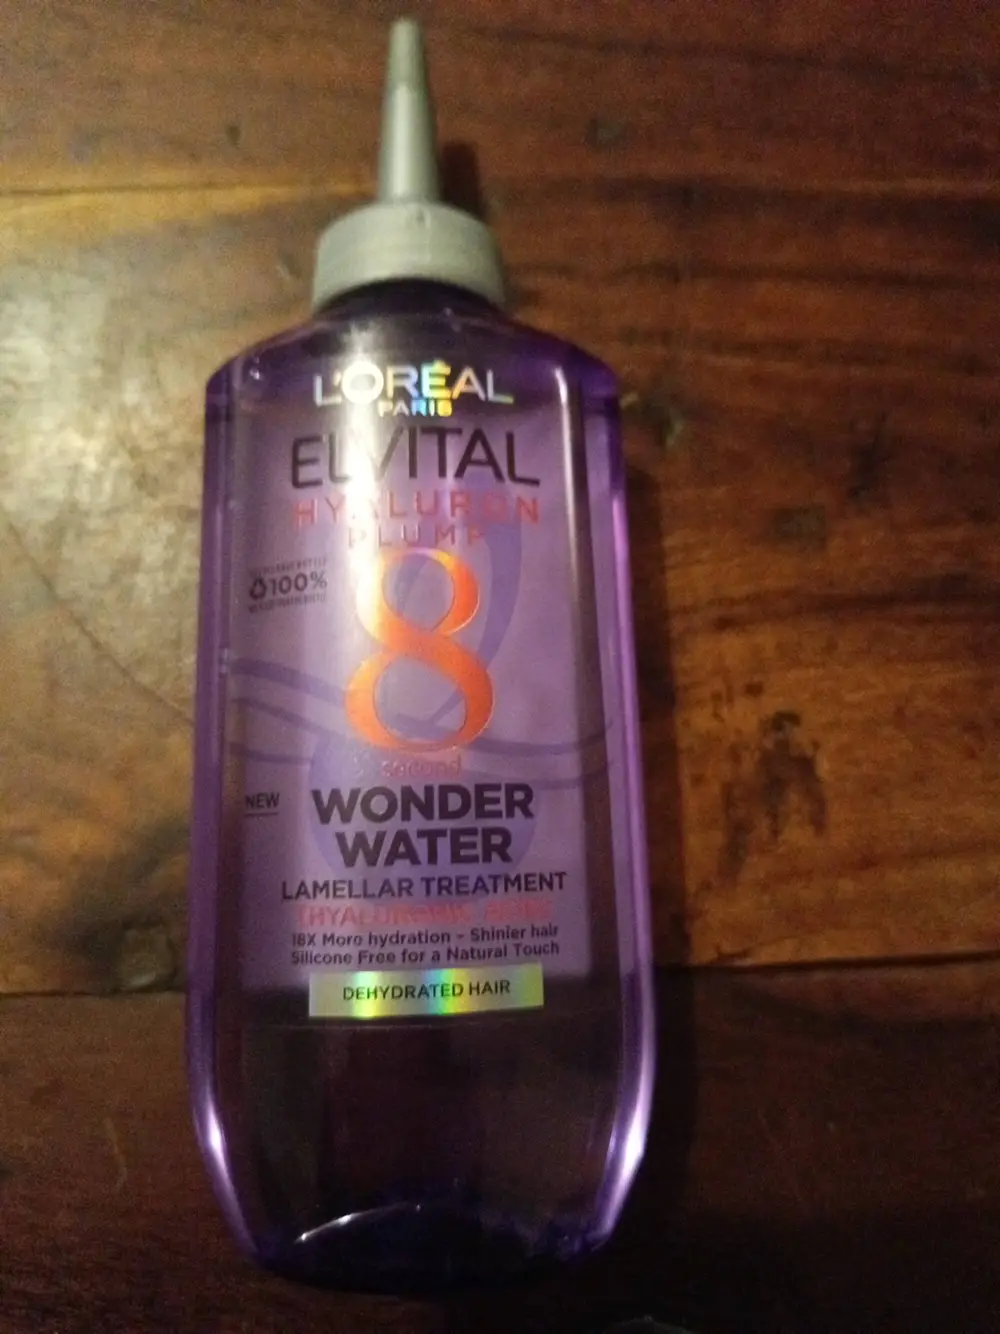 L'ORÉAL
PARIS
ELVITAL
HYALURON
PLUMP
100%
8
second
NEW
WONDER
WATER
LAMELLAR TREATMENT
18X More hydration - Shinier hair
Silicone Free for a Natural Touch
DEHYDRATED HAIR